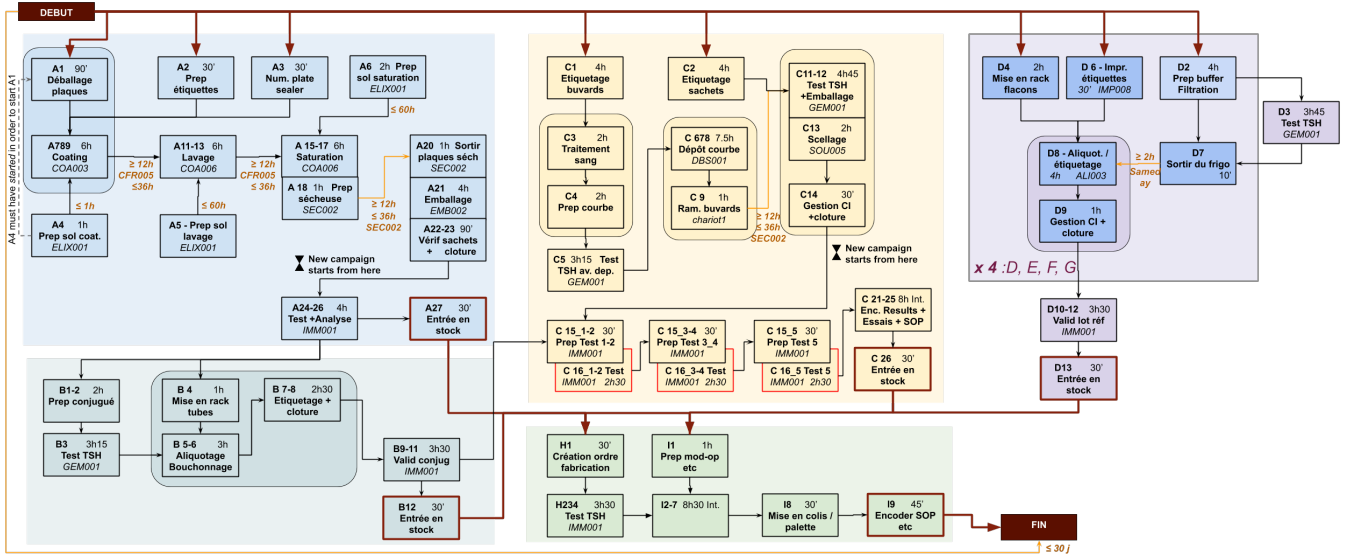 DEBUT
A4 must have started in order to start A1
A1 90'
Déballage
plaques
A2 30'
Prep
étiquettes
A3 30'
Num. plate
sealer
A6 2h Prep
sol saturation
ELIX001
≤ 60h
A789 6h
Coating
COA003
≥ 12h
CFR005
≤36h
A11-13 6h
Lavage
COA006
≥ 12h
CFR005
≤ 36h
A 15-17 6h
Saturation
COA006
A 18 1h Prep
sécheuse
SEC002
≥ 12h
≤ 36h
SEC002
A20 1h Sortir
plaques séch
SEC002
A21 4h
Emballage
EMB002
A22-23 90'
Vérif sachets
+ cloture
≤ 1h
A4 1h
Prep sol coat.
ELIX001
≤ 60h
A5 - Prep sol
lavage
ELIX001
New campaign
starts from here
A24-26 4h
Test +Analyse
IMM001
A27 30'
Entrée en
stock
B1-2 2h
Prep conjugué
B3 3h15
Test TSH
GEM001
B 4 1h
Mise en rack
tubes
B 5-6 3h
Aliquotage
Bouchonnage
B 7-8 2h30
Etiquetage +
cloture
B9-11 3h30
Valid conjug
IMM001
B12 30'
Entrée en
stock
C1 4h
Etiquetage
buvards
C2 4h
Etiquetage
sachets
C11-12 4h45
Test TSH
+Emballage
GEM001
C13 2h
Scellage
SOU005
C14 30'
Gestion CI
+cloture
C3 2h
Traitement
sang
C4 2h
Prep courbe
C5 3h15 Test
TSH av. dep.
GEM001
C 678 7.5h
Dépôt courbe
DBS001
C 9 1h
Ram. buvards
chariot1
≥ 12h
≤ 36h
SEC002
New campaign
starts from here
C 15_1-2 30'
Prep Test 1-2
IMM001
C 16_1-2 Test
IMM001 2h30
C 15_3-4 30'
Prep Test 3_4
IMM001
C 16_3-4 Test
IMM001 2h30
C 15_5 30'
Prep Test 5
IMM001
C 16_5 Test 5
IMM001 2h30
C 21-25 8h Int.
Enc. Results +
Essais + SOP
C 26 30'
Entrée en
stock
D4 2h
Mise en rack
flacons
D 6 - Impr.
étiquettes
30' IMP008
D2 4h
Prep buffer
Filtration
D3 3h45
Test TSH
GEM001
D8 - Aliquot. /
étiquetage
4h ALI003
≥ 2h
Samed
ay
D7
Sortir du frigo
10'
D9 1h
Gestion CI +
cloture
x 4 :D, E, F, G
D10-12 3h30
Valid lot réf
IMM001
D13 30'
Entrée en
stock
H1 30'
Création ordre
fabrication
H234 3h30
Test TSH
IMM001
I1 1h
Prep mod-op
etc
I2-7 8h30 Int.
I8 30'
Mise en colis /
palette
I9 45'
Encoder SOP
etc
FIN
≤ 30 j